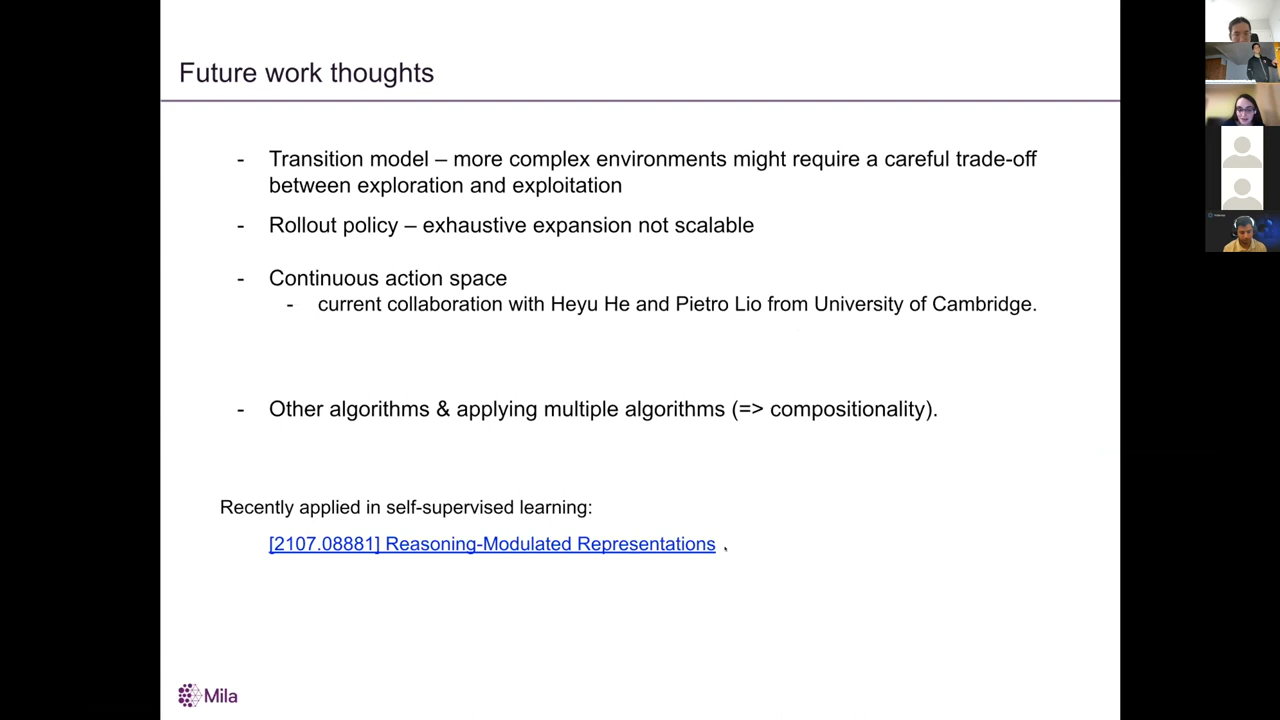 Future work thoughts
- Transition model – more complex environments might require a careful trade-off
between exploration and exploitation
- Rollout policy – exhaustive expansion not scalable
- Continuous action space
- current collaboration with Heyu He and Pietro Lio from University of Cambridge.
- Other algorithms & applying multiple algorithms (=> compositionality).
Recently applied in self-supervised learning:
[2107.08881] Reasoning-Modulated Representations
Mila